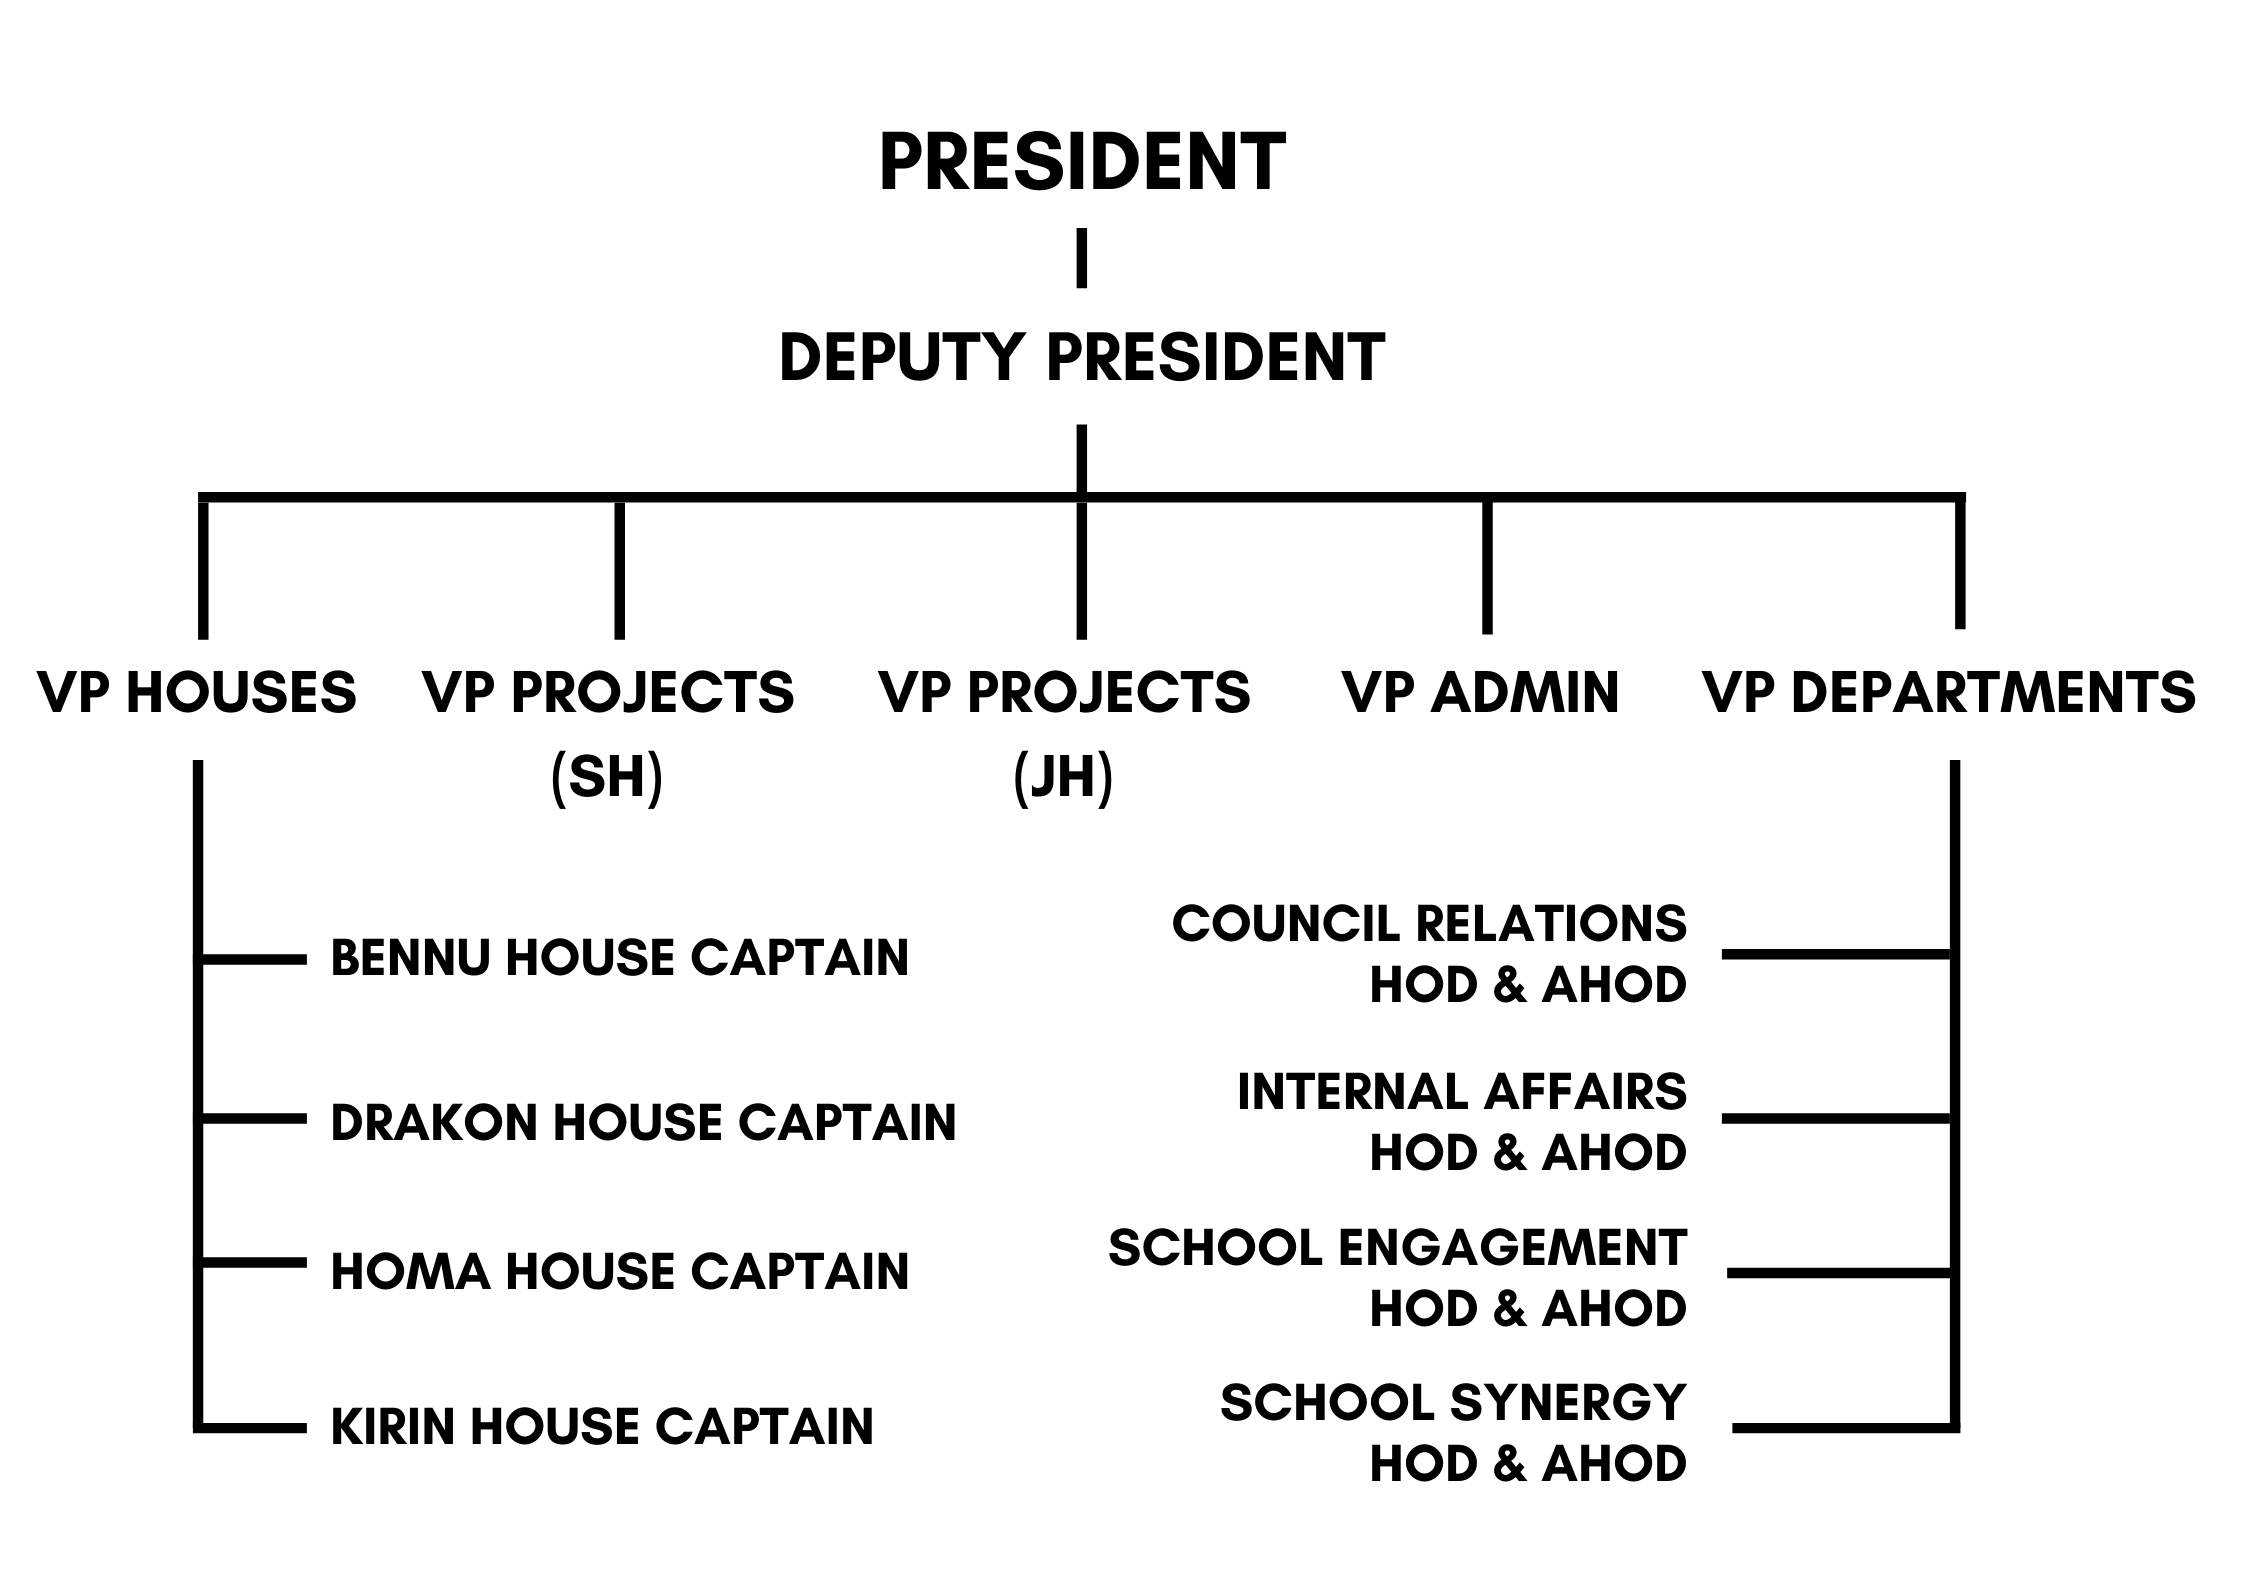 PRESIDENT
DEPUTY PRESIDENT
VP HOUSES
VP PROJECTS
(SH)
VP PROJECTS
(JH)
VP ADMIN
VP DEPARTMENTS
BENNU HOUSE CAPTAIN
DRAKON HOUSE CAPTAIN
HOMA HOUSE CAPTAIN
KIRIN HOUSE CAPTAIN
COUNCIL RELATIONS
HOD & AHOD
INTERNAL AFFAIRS
HOD & AHOD
SCHOOL ENGAGEMENT
HOD & AHOD
SCHOOL SYNERGY
HOD & AHOD